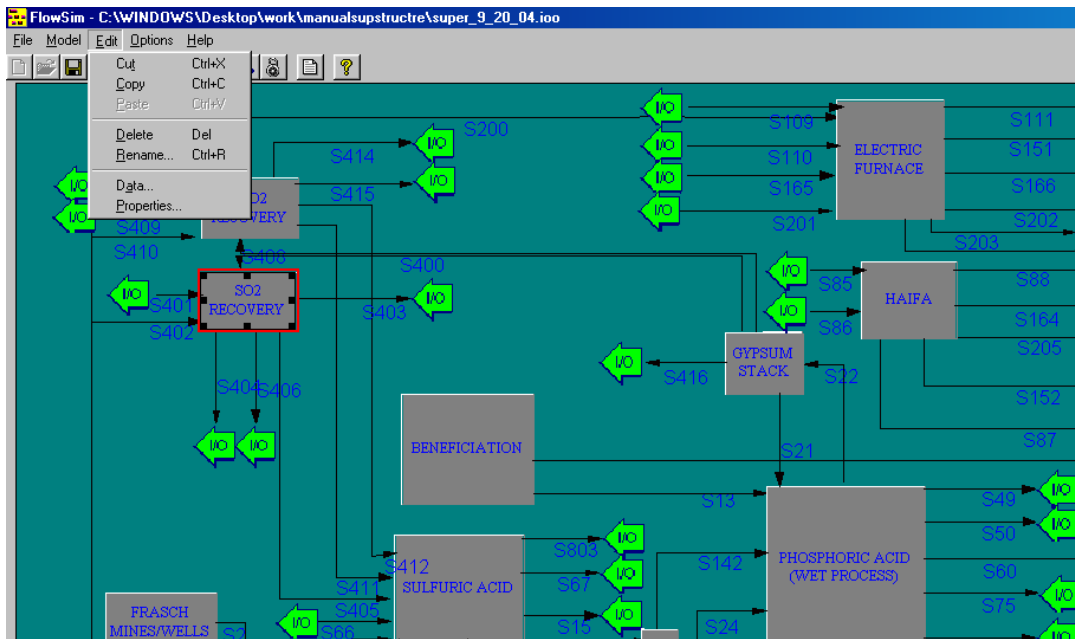 FlowSim - C:\WINDOWS\Desktop\work\manualsupstructre\super_9_20_04.ioo
File Model Edit Options Help
Cut Ctrl+X
Copy Ctrl+C
Paste Ctrl+V
Delete Del
Rename... Ctrl+R
Data...
Properties...
I/O
S200
S109
S111
I/O
I/O
S414
S110
ELECTRIC
FURNACE
S151
I/O
I/O
I/O
S415
S165
S166
I/O
I/O
RECOVERY
S409
S201
S202
S410
S408
S203
S400
I/O
S85
S88
SO2
RECOVERY
I/O
S401
I/O
S403
HAIFA
I/O
S402
S86
S164
S205
GYPSUM
STACK
I/O
S416
S22
S404
S406
S152
I/O
I/O
BENEFICIATION
S21
S87
S13
S49
I/O
S50
I/O
I/O
S803
S142
PHOSPHORIC ACID
(WET PROCESS)
S412
S67
I/O
S60
S411
SULFURIC ACID
S75
I/O
FRASCH
MINES/WELLS
S405
I/O
S66
S15
I/O
S24
I/O